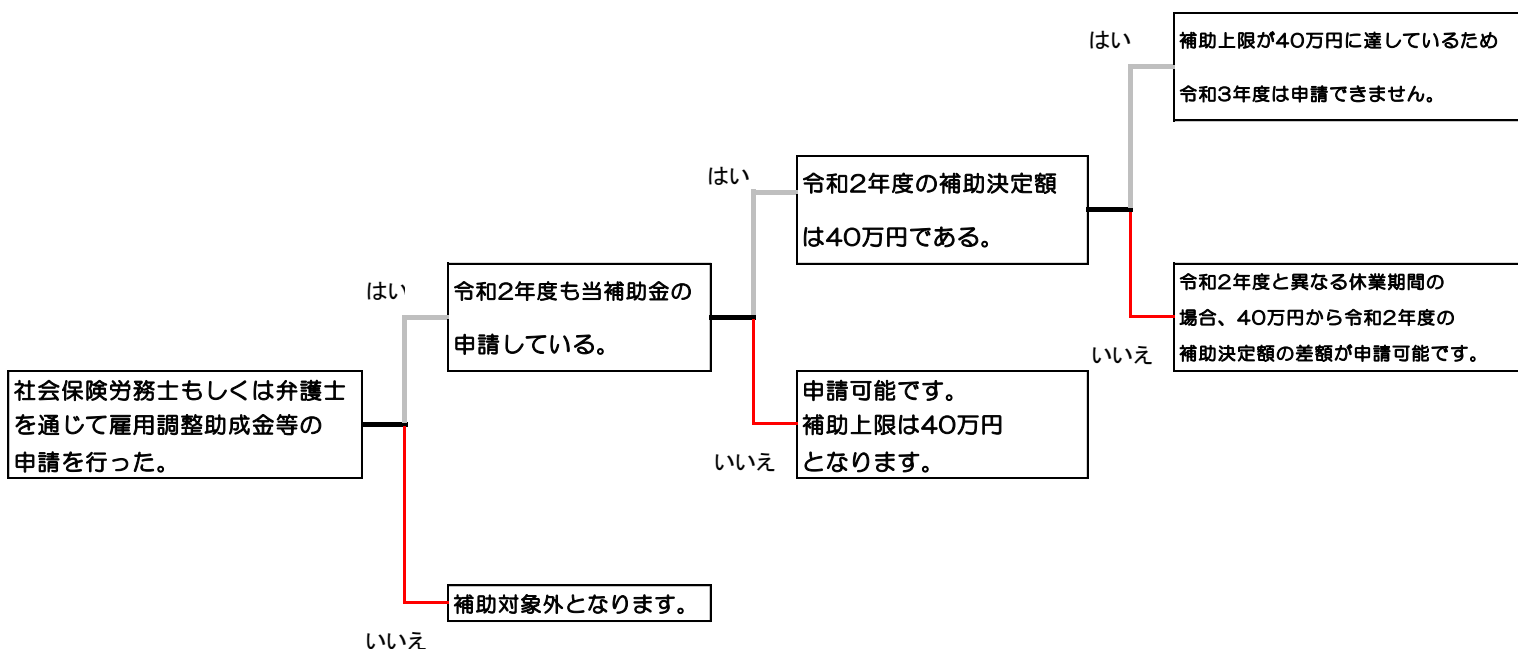 社会保険労務士もしくは弁護士
を通じて雇用調整助成金等の
申請を行った。
はい
令和2年度も当補助金の
申請している。
はい
令和2年度の補助決定額
は40万円である。
はい
補助上限が40万円に達しているため
令和3年度は申請できません。
いいえ
令和2年度と異なる休業期間の
場合、40万円から令和2年度の
補助決定額の差額が申請可能です。
いいえ
申請可能です。
補助上限は40万円
となります。
いいえ
補助対象外となります。